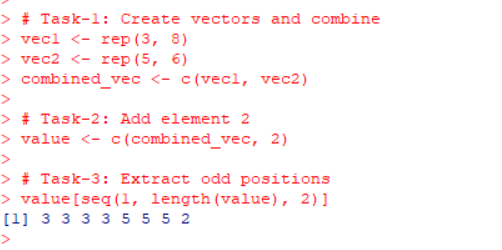 > # Task-1: Create vectors and combine
> vec1 <- rep(3, 8)
> vec2 <- rep(5, 6)
> combined_vec <- c(vec1, vec2)
>
> # Task-2: Add element 2
> value <- c(combined_vec, 2)
>
> # Task-3: Extract odd positions
> value[seq(1, length(value), 2)]
[1] 3 3 3 3 5 5 5 2
>